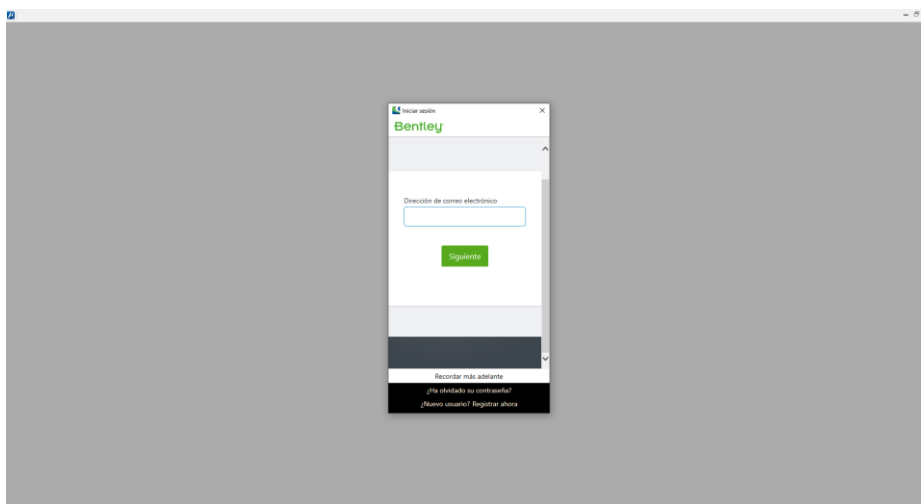 Iniciar sesión
Bentley
Dirección de correo electrónico
Siguiente
Recordar más adelante
¿Ha olvidado su contraseña?
¿Nuevo usuario? Registrar ahora